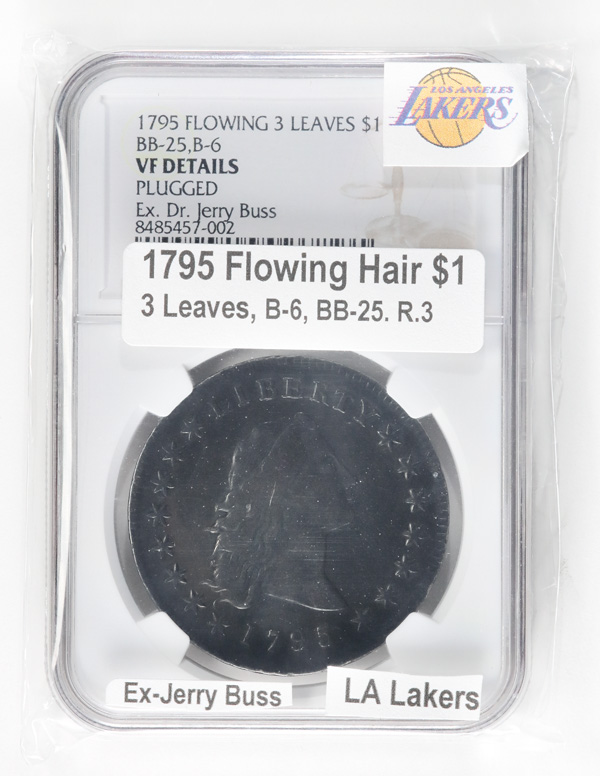 LOS ANGELES
LAKERS
1795 FLOWING 3 LEAVES $1
BB-25,B-6
VF DETAILS
PLUGGED
Ex. Dr. Jerry Buss
8485457-002
1795 Flowing Hair $1
3 Leaves, B-6, BB-25. R.3
LIBERTY
1795
Ex-Jerry Buss
LA Lakers